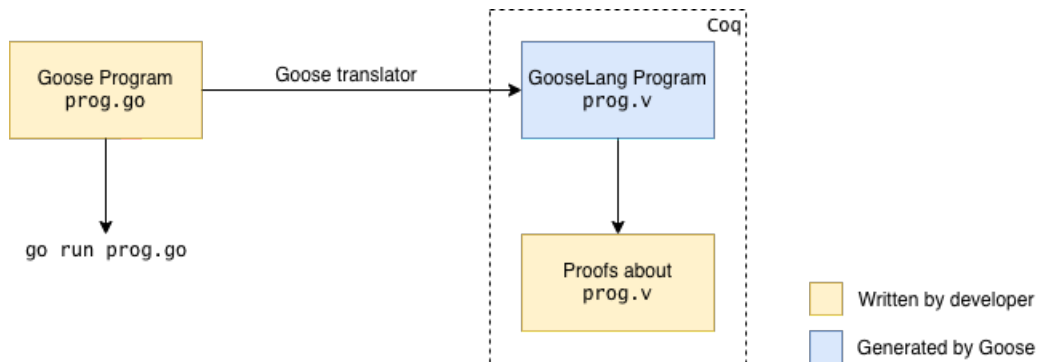 Coq
Goose Program
prog.go
Goose translator
GooseLang Program
prog.v
go run prog.go
Proofs about
prog.v
Written by developer
Generated by Goose